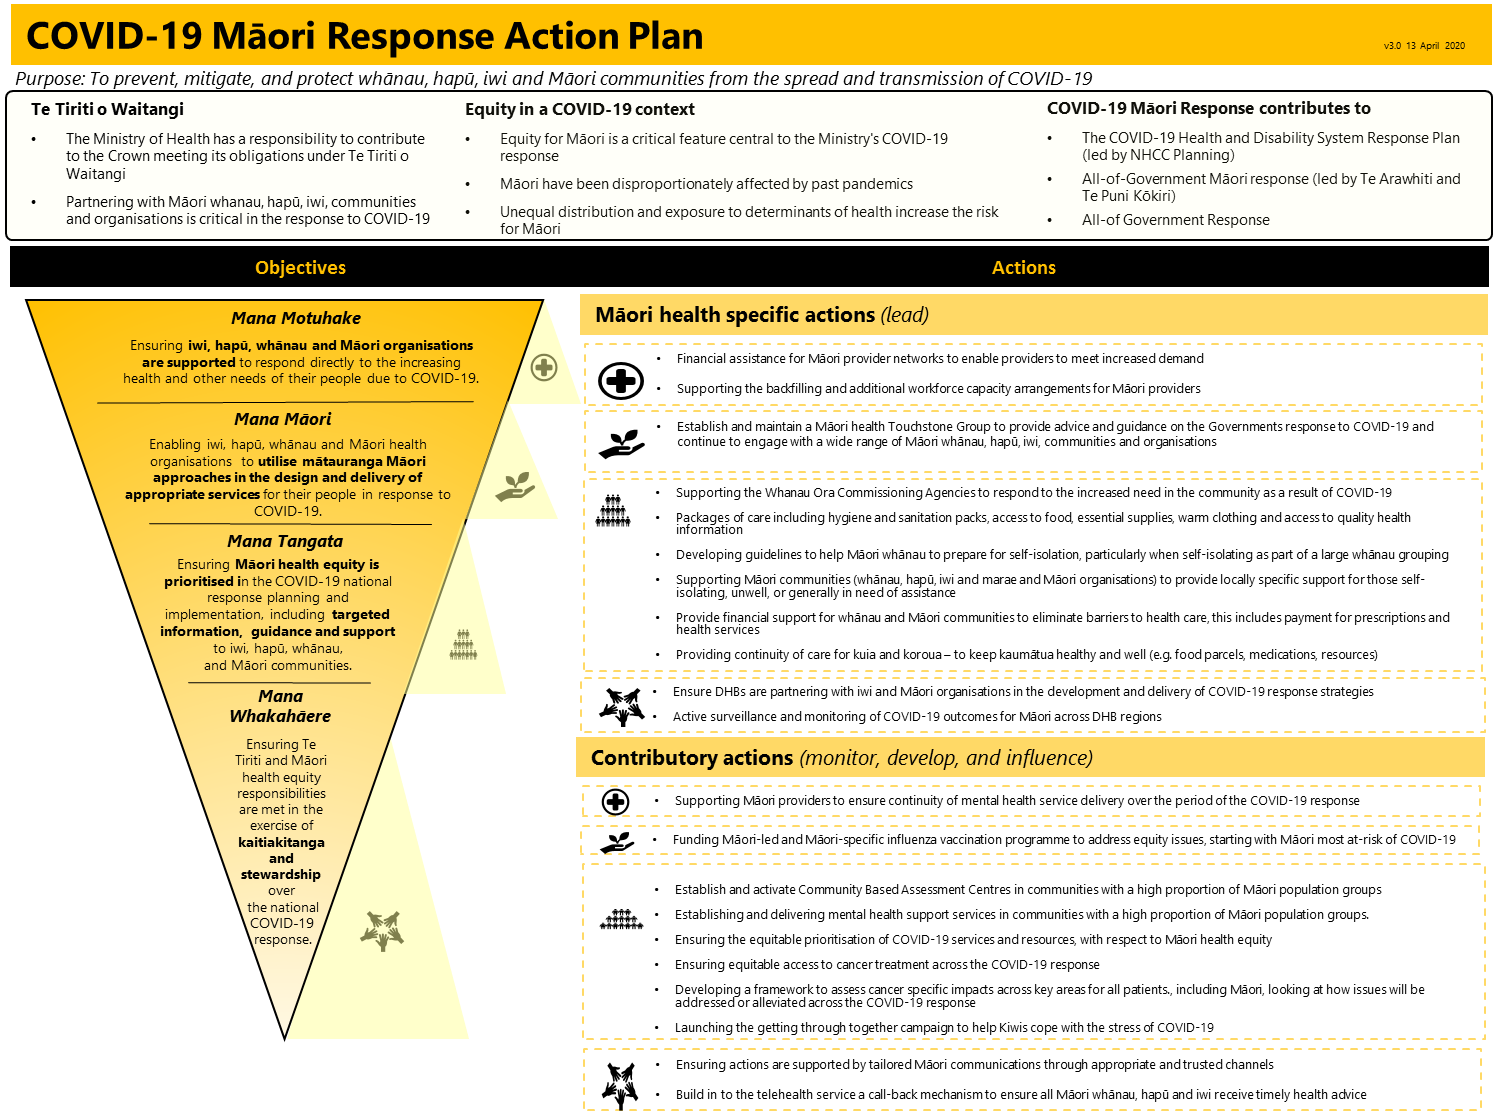 COVID-19 Māori Response Action Plan
v3.0 13 April 2020
Purpose: To prevent, mitigate, and protect whānau, hapū, iwi and Māori communities from the spread and transmission of COVID-19
Te Tiriti o Waitangi
• The Ministry of Health has a responsibility to contribute
to the Crown meeting its obligations under Te Tiriti o
Waitangi
• Partnering with Māori whanau, hapū, iwi, communities
and organisations is critical in the response to COVID-19
Equity in a COVID-19 context
• Equity for Māori is a critical feature central to the Ministry's COVID-19
response
• Māori have been disproportionately affected by past pandemics
• Unequal distribution and exposure to determinants of health increase the risk
for Māori
COVID-19 Māori Response contributes to
• The COVID-19 Health and Disability System Response Plan
(led by NHCC Planning)
• All-of-Government Māori response (led by Te Arawhiti and
Te Puni Kōkiri)
• All-of Government Response
Objectives
Mana Motuhake
Ensuring iwi, hapū, whānau and Māori organisations
are supported to respond directly to the increasing
health and other needs of their people due to COVID-19.
Mana Māori
Enabling iwi, hapū, whānau and Māori health
organisations to utilise mātauranga Māori
approaches in the design and delivery of
appropriate services for their people in response to
COVID-19.
Mana Tangata
Ensuring Māori health equity is
prioritised in the COVID-19 national
response planning and
implementation, including targeted
information, guidance and support
to iwi, hapū, whānau,
and Māori communities.
Mana
Whakahāere
Ensuring Te
Tiriti and Māori
health equity
responsibilities
are met in the
exercise of
kaitiakitanga
and
stewardship
over
the national
COVID-19
response.
Actions
Māori health specific actions (lead)
• Financial assistance for Māori provider networks to enable providers to meet increased demand
• Supporting the backfilling and additional workforce capacity arrangements for Māori providers
• Establish and maintain a Māori health Touchstone Group to provide advice and guidance on the Governments response to COVID-19 and
continue to engage with a wide range of Māori whānau, hapū, iwi, communities and organisations
• Supporting the Whanau Ora Commissioning Agencies to respond to the increased need in the community as a result of COVID-19
• Packages of care including hygiene and sanitation packs, access to food, essential supplies, warm clothing and access to quality health
information
• Developing guidelines to help Māori whānau to prepare for self-isolation, particularly when self-isolating as part of a large whānau grouping
• Supporting Māori communities (whānau, hapū, iwi and marae and Māori organisations) to provide locally specific support for those self-
isolating, unwell, or generally in need of assistance
• Provide financial support for whānau and Māori communities to eliminate barriers to health care, this includes payment for prescriptions and
health services
• Providing continuity of care for kuia and koroua – to keep kaumātua healthy and well (e.g. food parcels, medications, resources)
• Ensure DHBs are partnering with iwi and Māori organisations in the development and delivery of COVID-19 response strategies
• Active surveillance and monitoring of COVID-19 outcomes for Māori across DHB regions
Contributory actions (monitor, develop, and influence)
• Supporting Māori providers to ensure continuity of mental health service delivery over the period of the COVID-19 response
• Funding Māori-led and Māori-specific influenza vaccination programme to address equity issues, starting with Māori most at-risk of COVID-19
• Establish and activate Community Based Assessment Centres in communities with a high proportion of Māori population groups
• Establishing and delivering mental health support services in communities with a high proportion of Māori population groups.
• Ensuring the equitable prioritisation of COVID-19 services and resources, with respect to Māori health equity
• Ensuring equitable access to cancer treatment across the COVID-19 response
• Developing a framework to assess cancer specific impacts across key areas for all patients., including Māori, looking at how issues will be
addressed or alleviated across the COVID-19 response
• Launching the getting through together campaign to help Kiwis cope with the stress of COVID-19
• Ensuring actions are supported by tailored Māori communications through appropriate and trusted channels
• Build in to the telehealth service a call-back mechanism to ensure all Māori whānau, hapū and iwi receive timely health advice